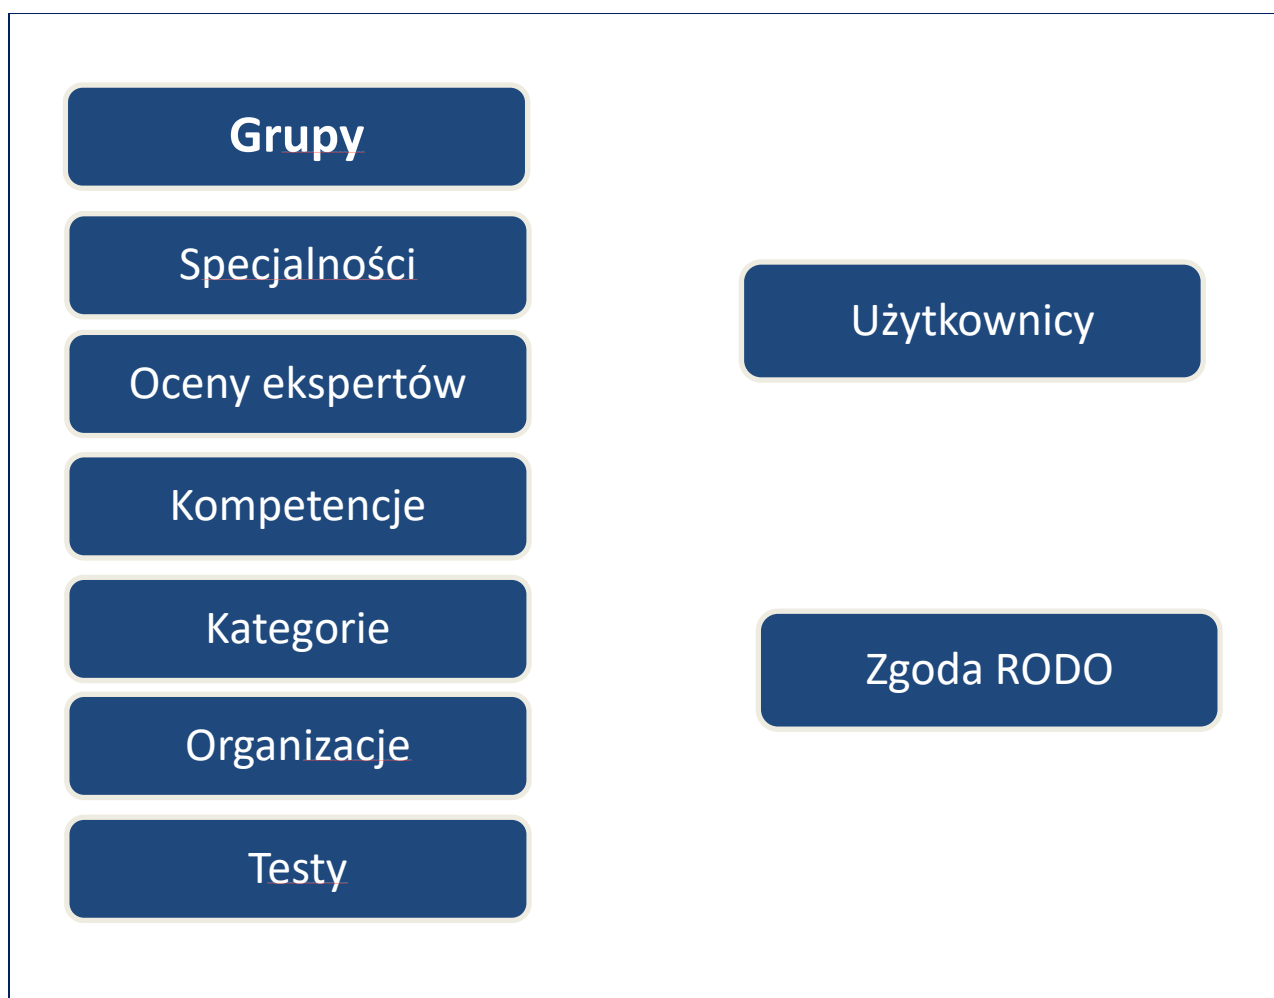 Grupy
Specjalności
Oceny ekspertów
Kompetencje
Kategorie
Organizacje
Testy
Użytkownicy
Zgoda RODO